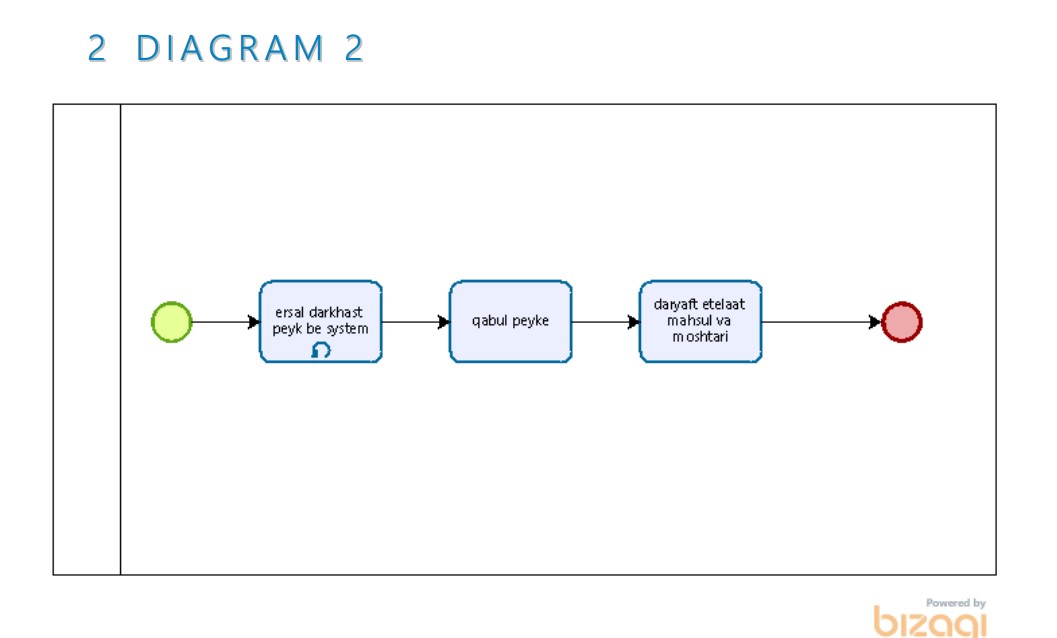 2 DIAGRAM 2
ersal darkhast
peyk be system
qabul peyke
daryaft etelaat
mahsul va
moshtari
Powered by
bizagi